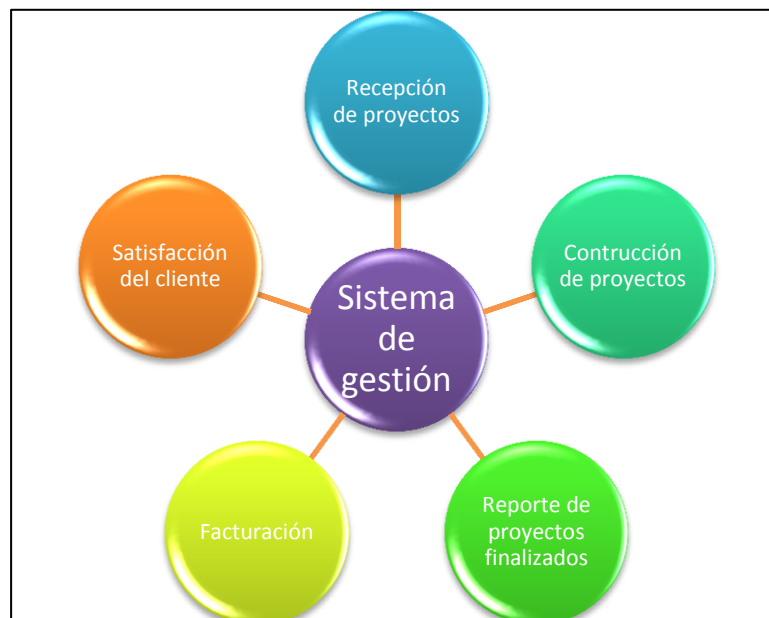 Recepción
de proyectos
Contrucción
de proyectos
Reporte de
proyectos
finalizados
Facturación
Satisfacción
del cliente
Sistema
de
gestión